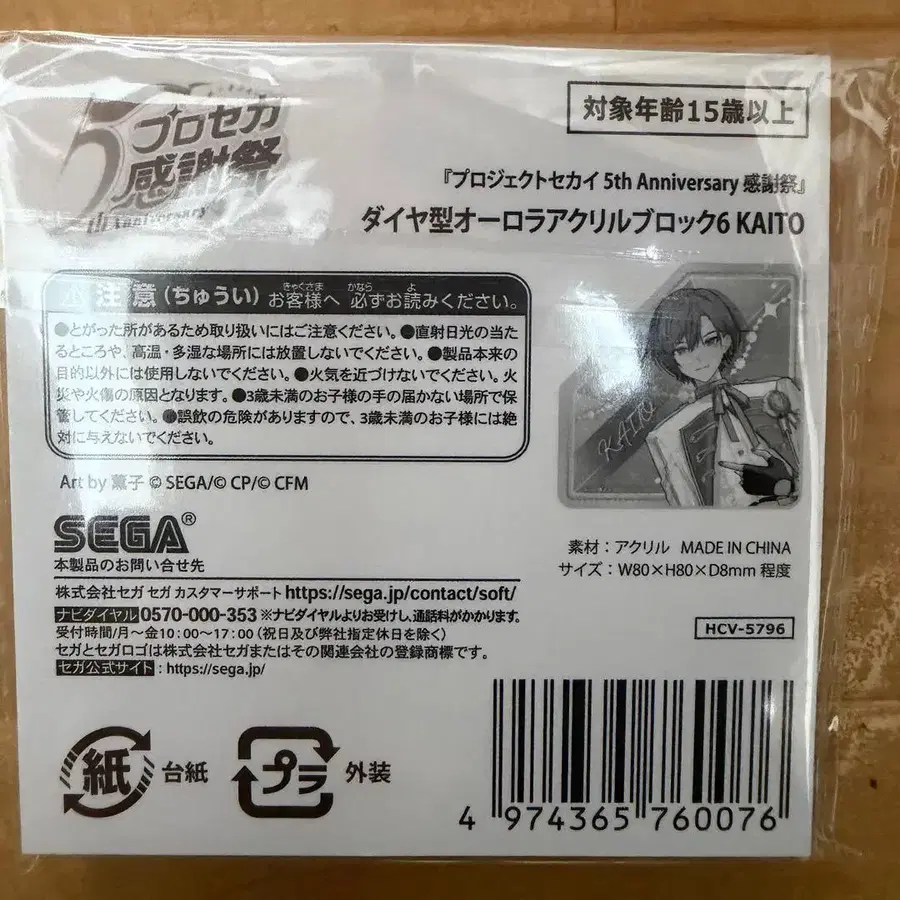 5
プロセカ
感謝祭
th Anniversary
対象年齢15歳以上
『プロジェクトセカイ 5th Anniversary 感謝祭』
ダイヤ型オーロラアクリルブロック6 KAITO
注意(ちゅうい) お客様へ 必ずお読みください。
きゃくさま かなら よ
●とがった所があるため取り扱いにはご注意ください。●直射日光の当た
るところや、高温・多湿な場所には放置しないでください。●製品本来の
目的以外には使用しないでください。●火気を近づけないでください。火
災や火傷の原因となります。●3歳未満のお子様の手の届かない場所で保
管してください。●誤飲の危険がありますので、3歳未満のお子様には絶
対に与えないでください。
KAITO
Art by 薫子 © SEGA/© CP/© CFM
SEGA®
本製品のお問い合せ先
株式会社セガ セガ カスタマーサポート https://sega.jp/contact/soft/
ナビダイヤル 0570-000-353 ※ナビダイヤルよりお受けし、通話料がかかります。
受付時間/月～金10:00～17:00 (祝日及び弊社指定休日を除く)
セガとセガロゴは株式会社セガまたはその関連会社の登録商標です。
セガ公式サイト : https://sega.jp/
素材：アクリル MADE IN CHINA
サイズ：W80×H80×D8mm 程度
HCV-5796
紙 台紙
プラ 外装
4 974365 760076